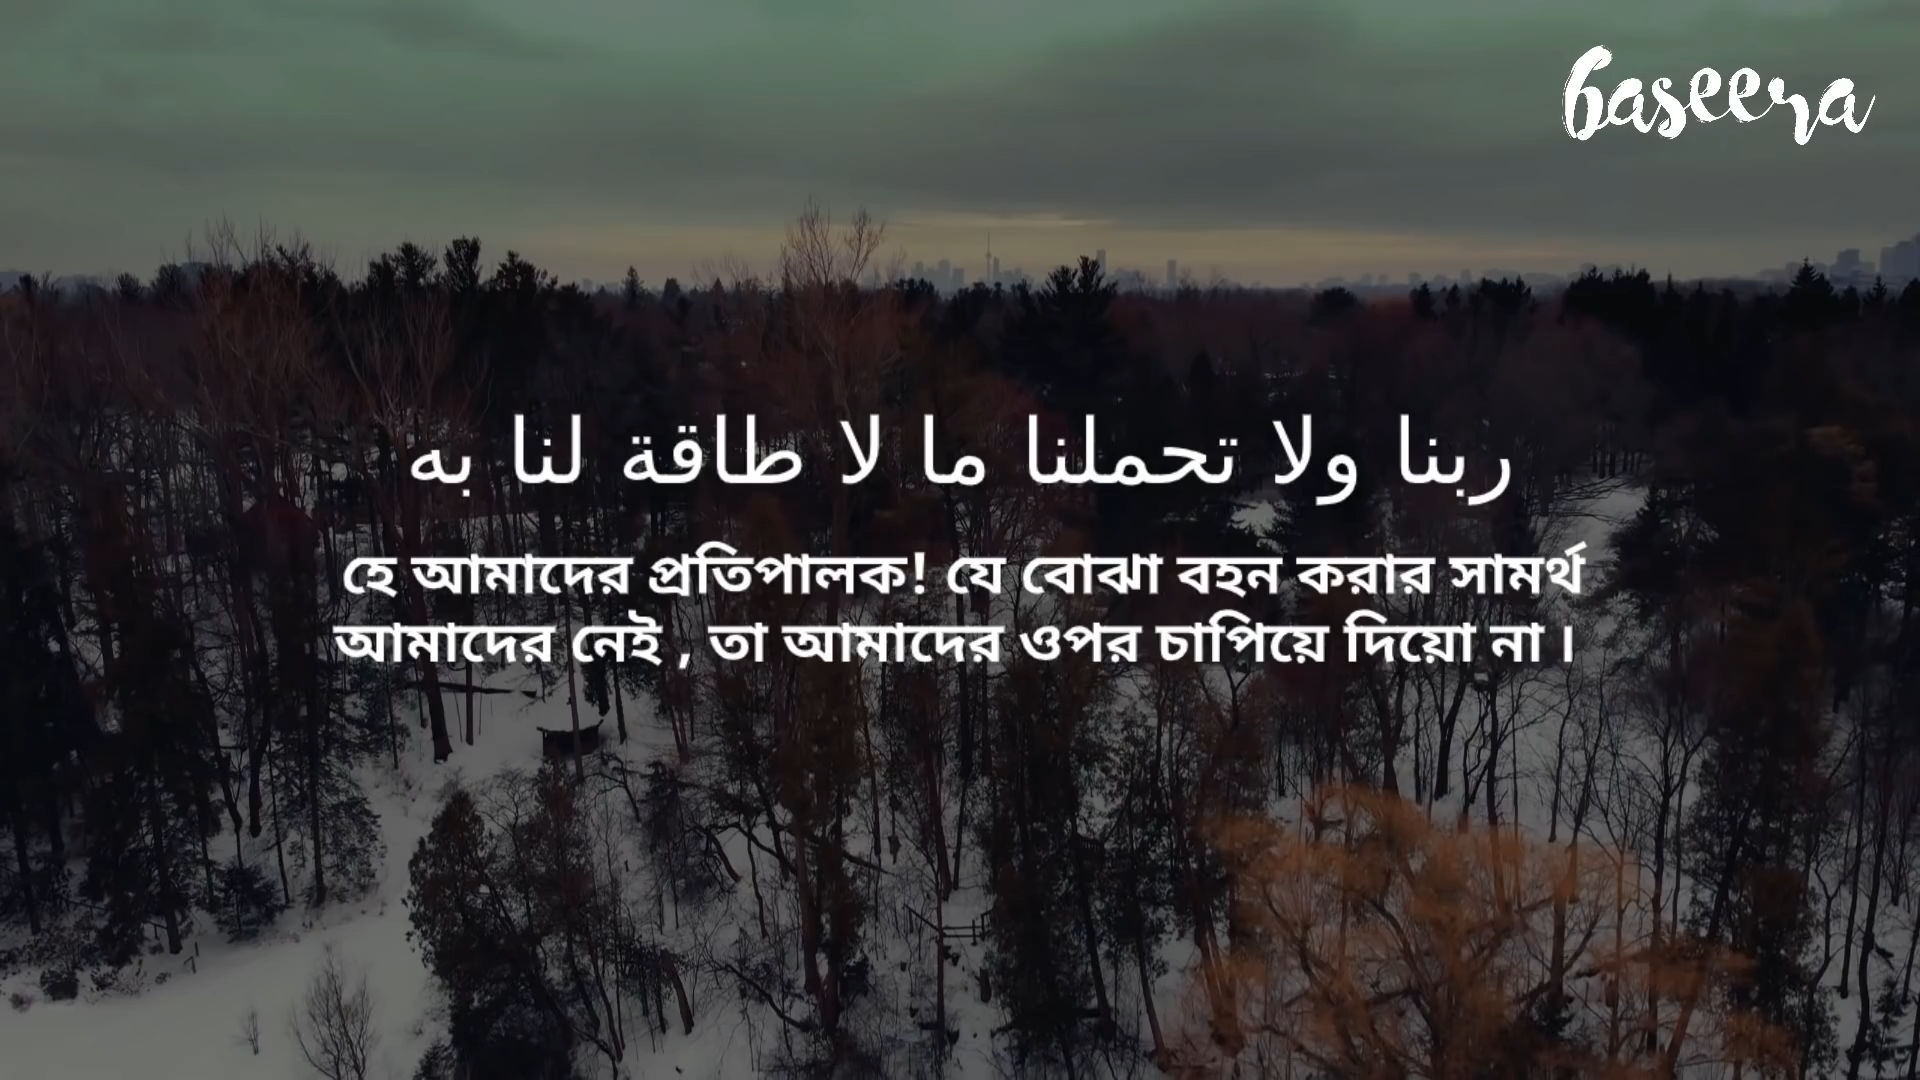 baseera
ربنا ولا تحملنا ما لا طاقة لنا به
হে আমাদের প্রতিপালক! যে বোঝা বহন করার সামর্থ
আমাদের নেই , তা আমাদের ওপর চাপিয়ে দিয়ো না ।